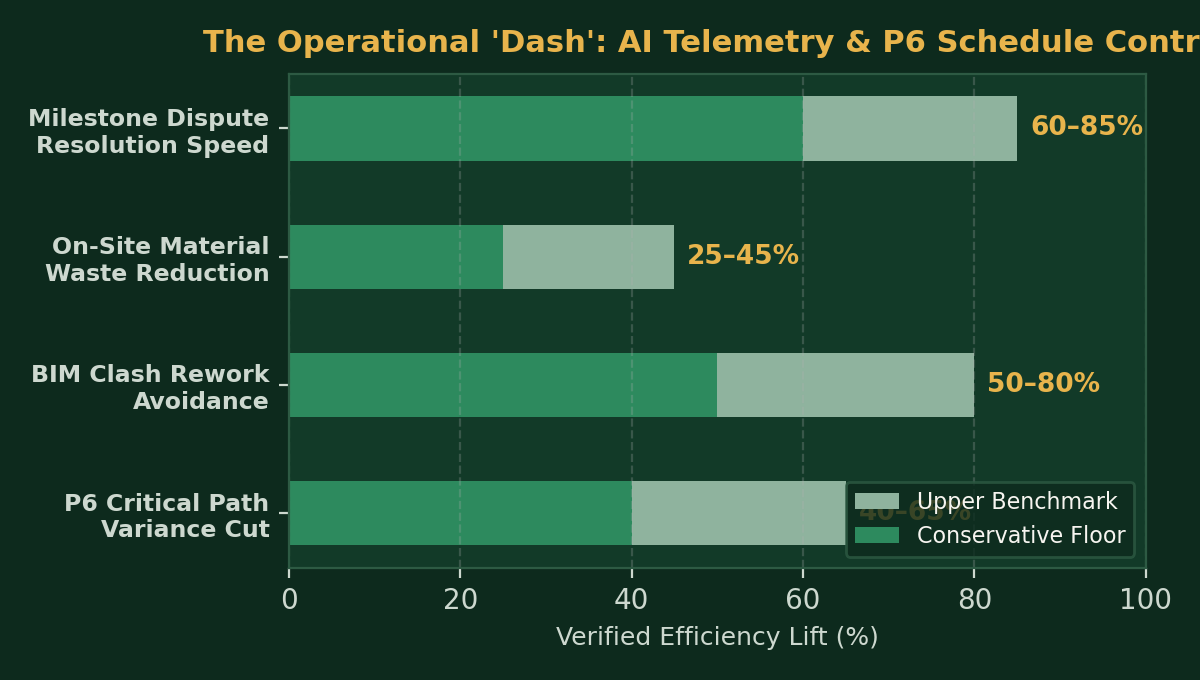 The Operational 'Dash': AI Telemetry & P6 Schedule Contr
Milestone Dispute
Resolution Speed
60–85%
On-Site Material
Waste Reduction
25–45%
BIM Clash Rework
Avoidance
50–80%
P6 Critical Path
Variance Cut
40–65%
Upper Benchmark
Conservative Floor
0 20 40 60 80 100
Verified Efficiency Lift (%)